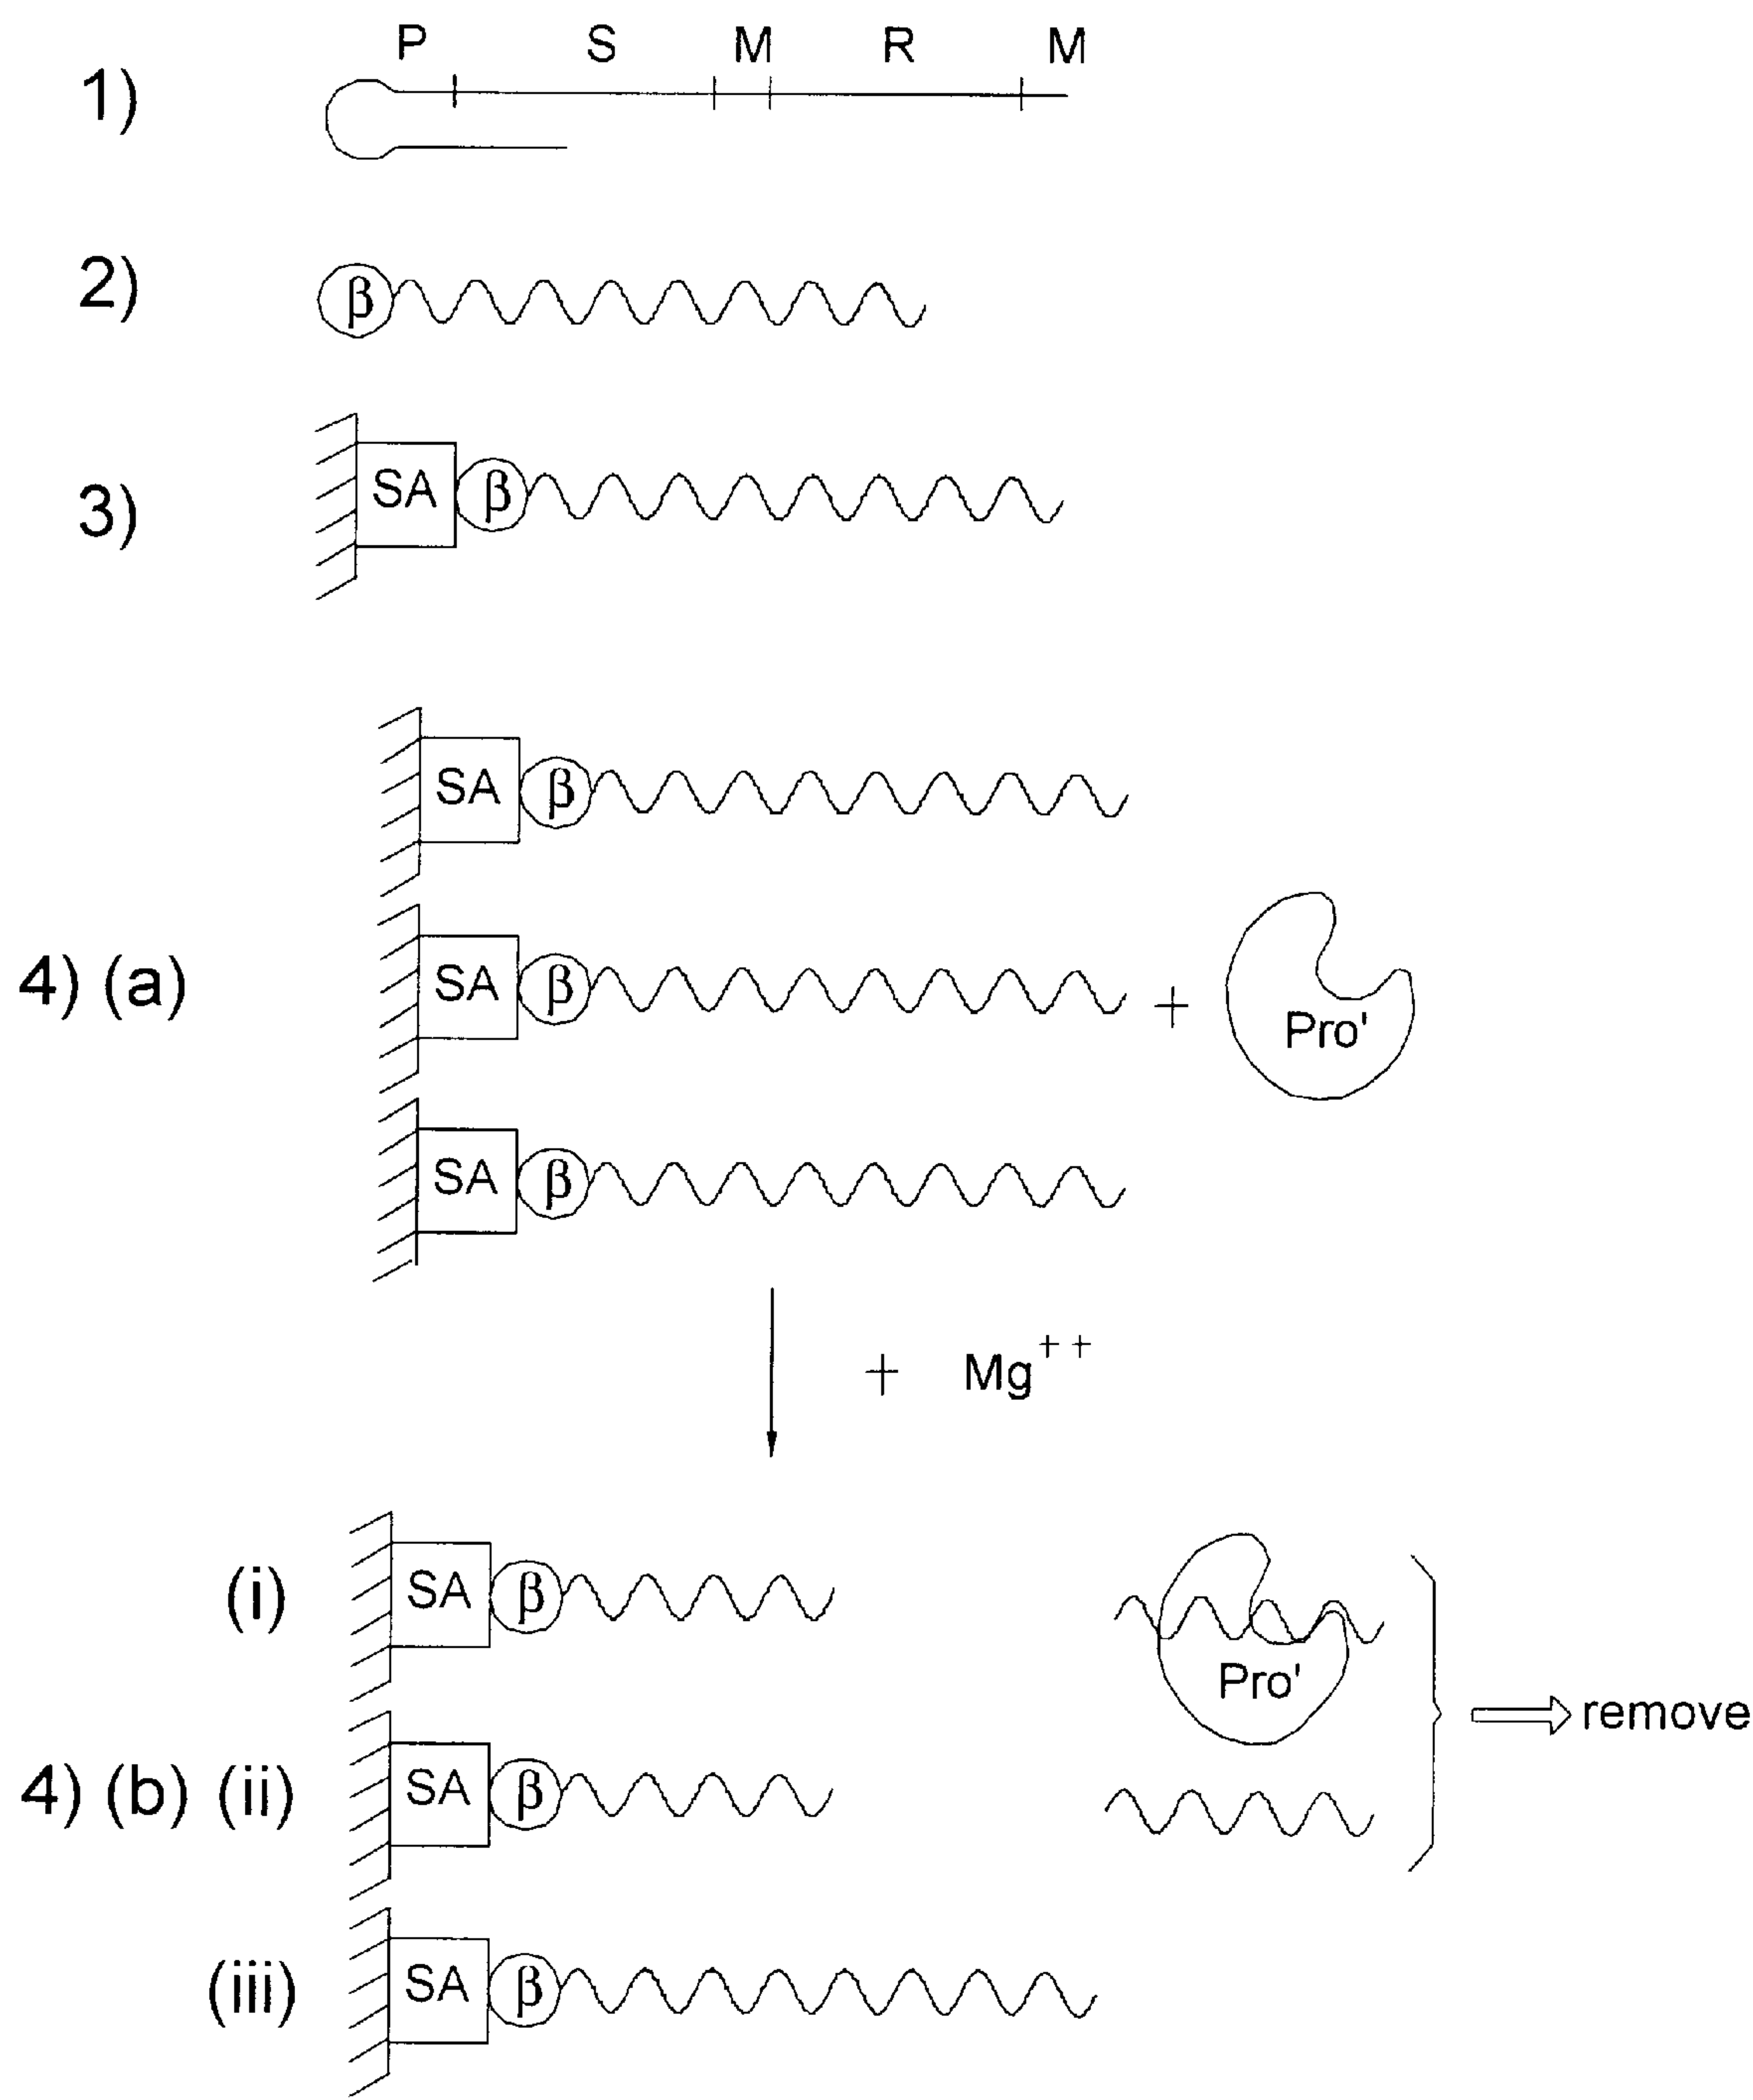 P S M R M
1)
2) β
3) SA β
SA β
4) (a) SA β + Pro'
SA β
+ Mg++
(i) SA β Pro'
remove
4) (b) (ii) SA β
(iii) SA β